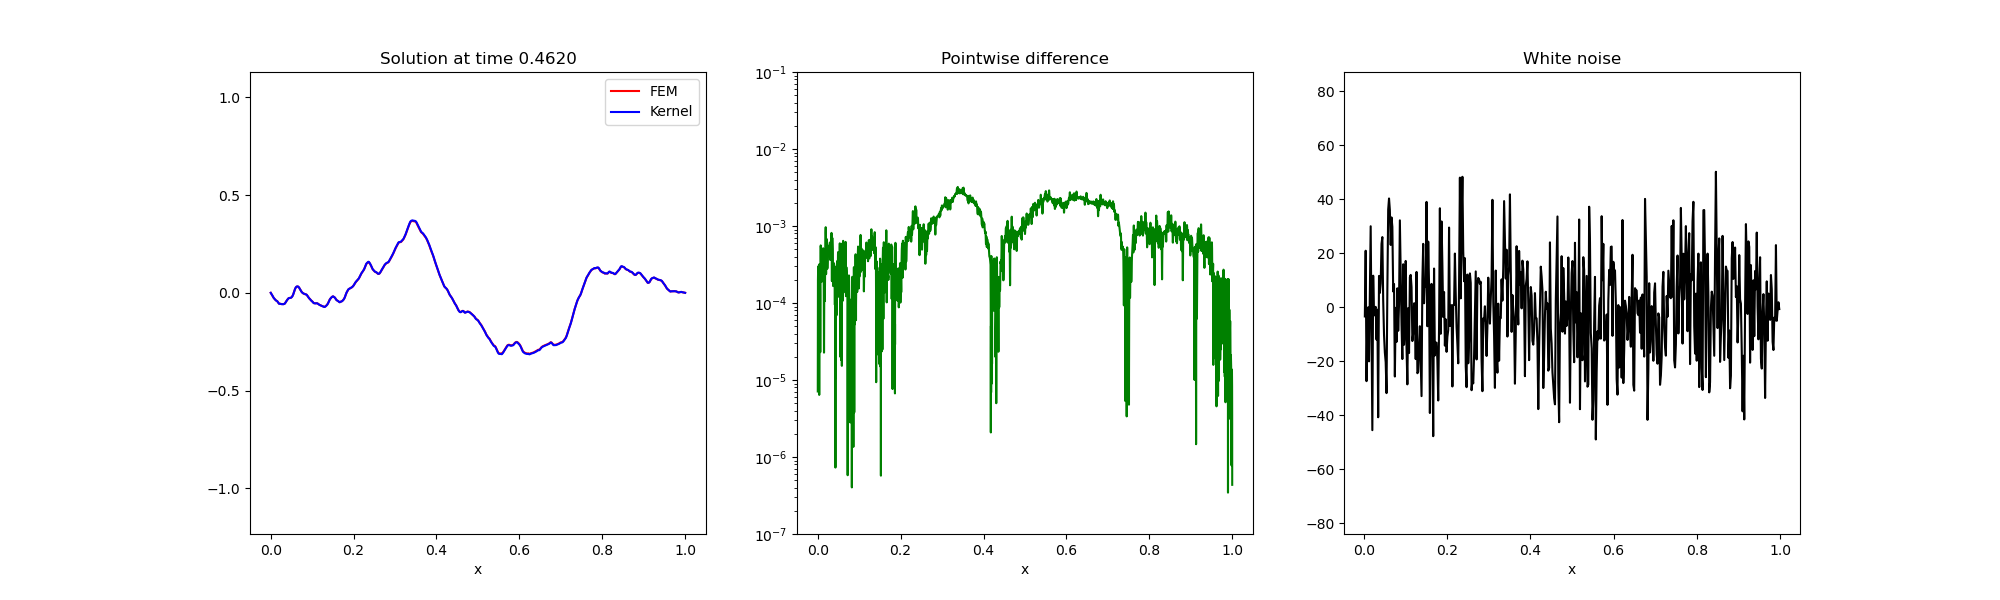 Solution at time 0.4620
1.0
0.5
0.0
−0.5
−1.0
FEM
Kernel
0.0 0.2 0.4 0.6 0.8 1.0
x
Pointwise difference
10⁻¹
10⁻²
10⁻³
10⁻⁴
10⁻⁵
10⁻⁶
10⁻⁷
0.0 0.2 0.4 0.6 0.8 1.0
x
White noise
80
60
40
20
0
−20
−40
−60
−80
0.0 0.2 0.4 0.6 0.8 1.0
x